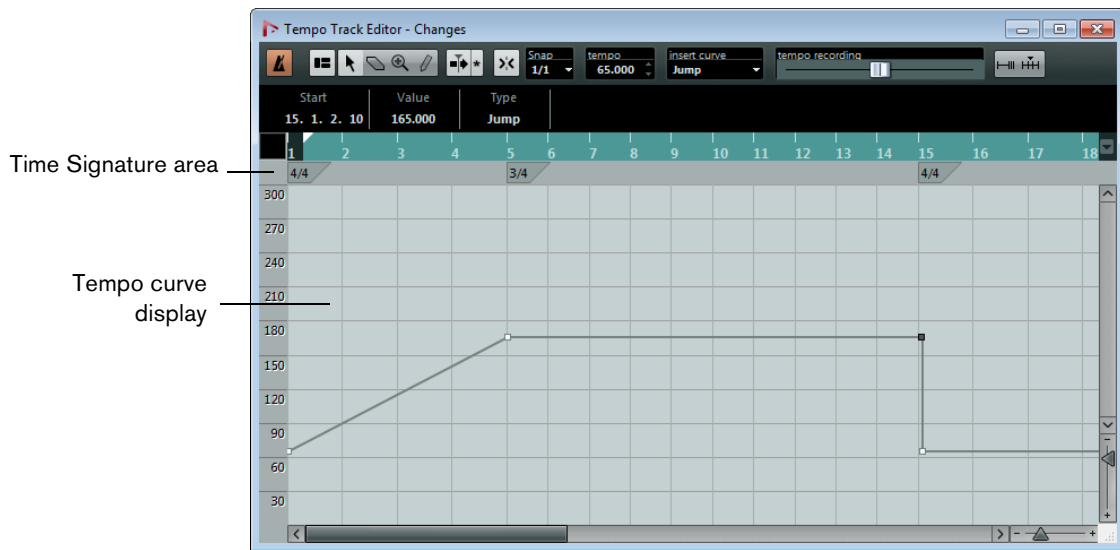 Tempo Track Editor - Changes
Snap
1/1
tempo
65.000
insert curve
Jump
tempo recording
Start Value Type
15. 1. 2. 10 165.000 Jump
1 2 3 4 5 6 7 8 9 10 11 12 13 14 15 16 17 18
Time Signature area
4/4 3/4 4/4
300
270
240
Tempo curve
display
210
180
150
120
90
60
30